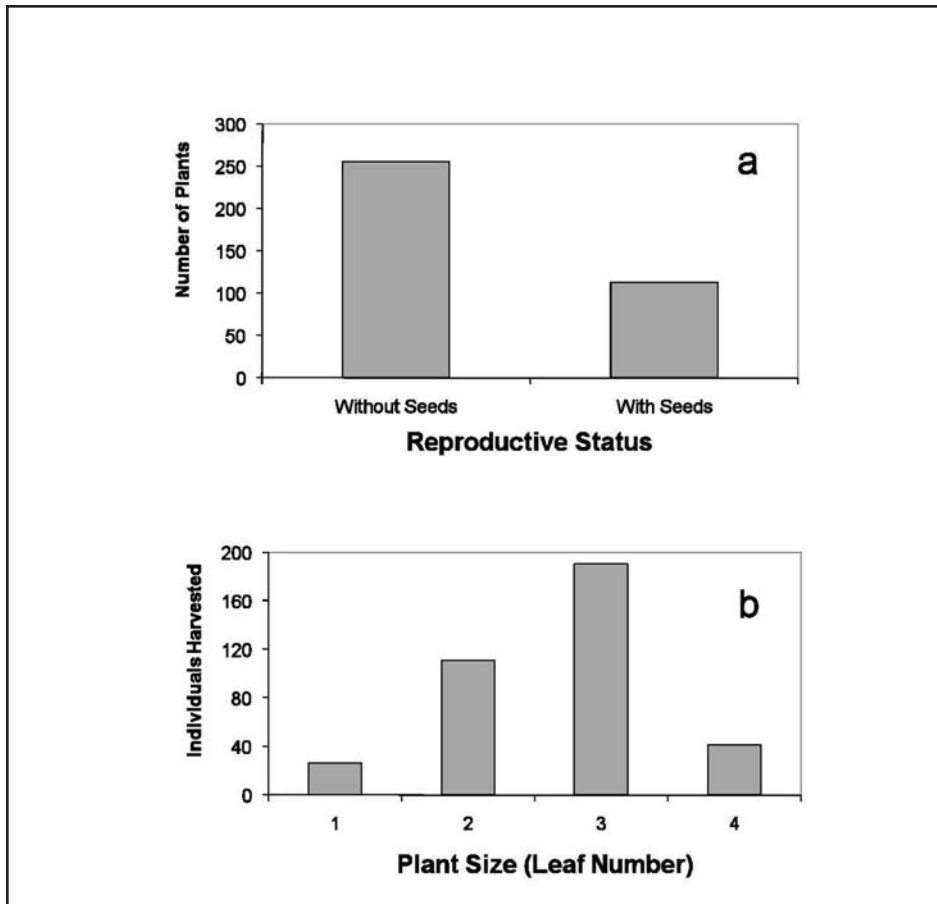 a
Number of Plants
300
250
200
150
100
50
0
Without Seeds With Seeds
Reproductive Status
b
Individuals Harvested
200
160
120
80
40
0
1 2 3 4
Plant Size (Leaf Number)